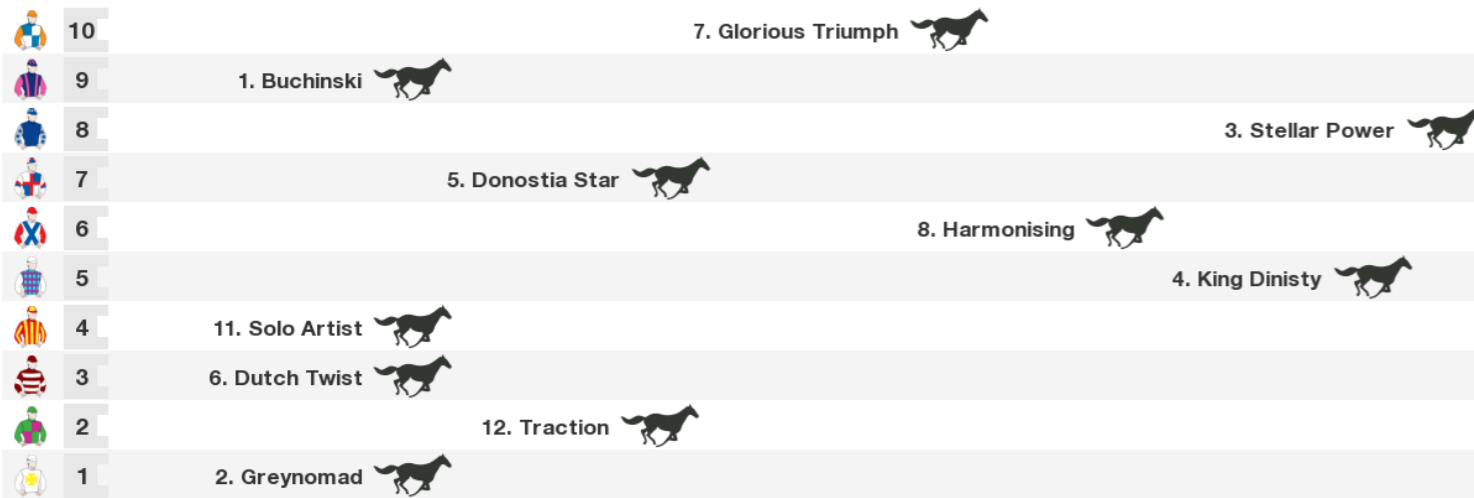 10 7. Glorious Triumph
9 1. Buchinski
8 3. Stellar Power
7 5. Donostia Star
6 8. Harmonising
5 4. King Dinisty
4 11. Solo Artist
3 6. Dutch Twist
2 12. Traction
1 2. Greynomad